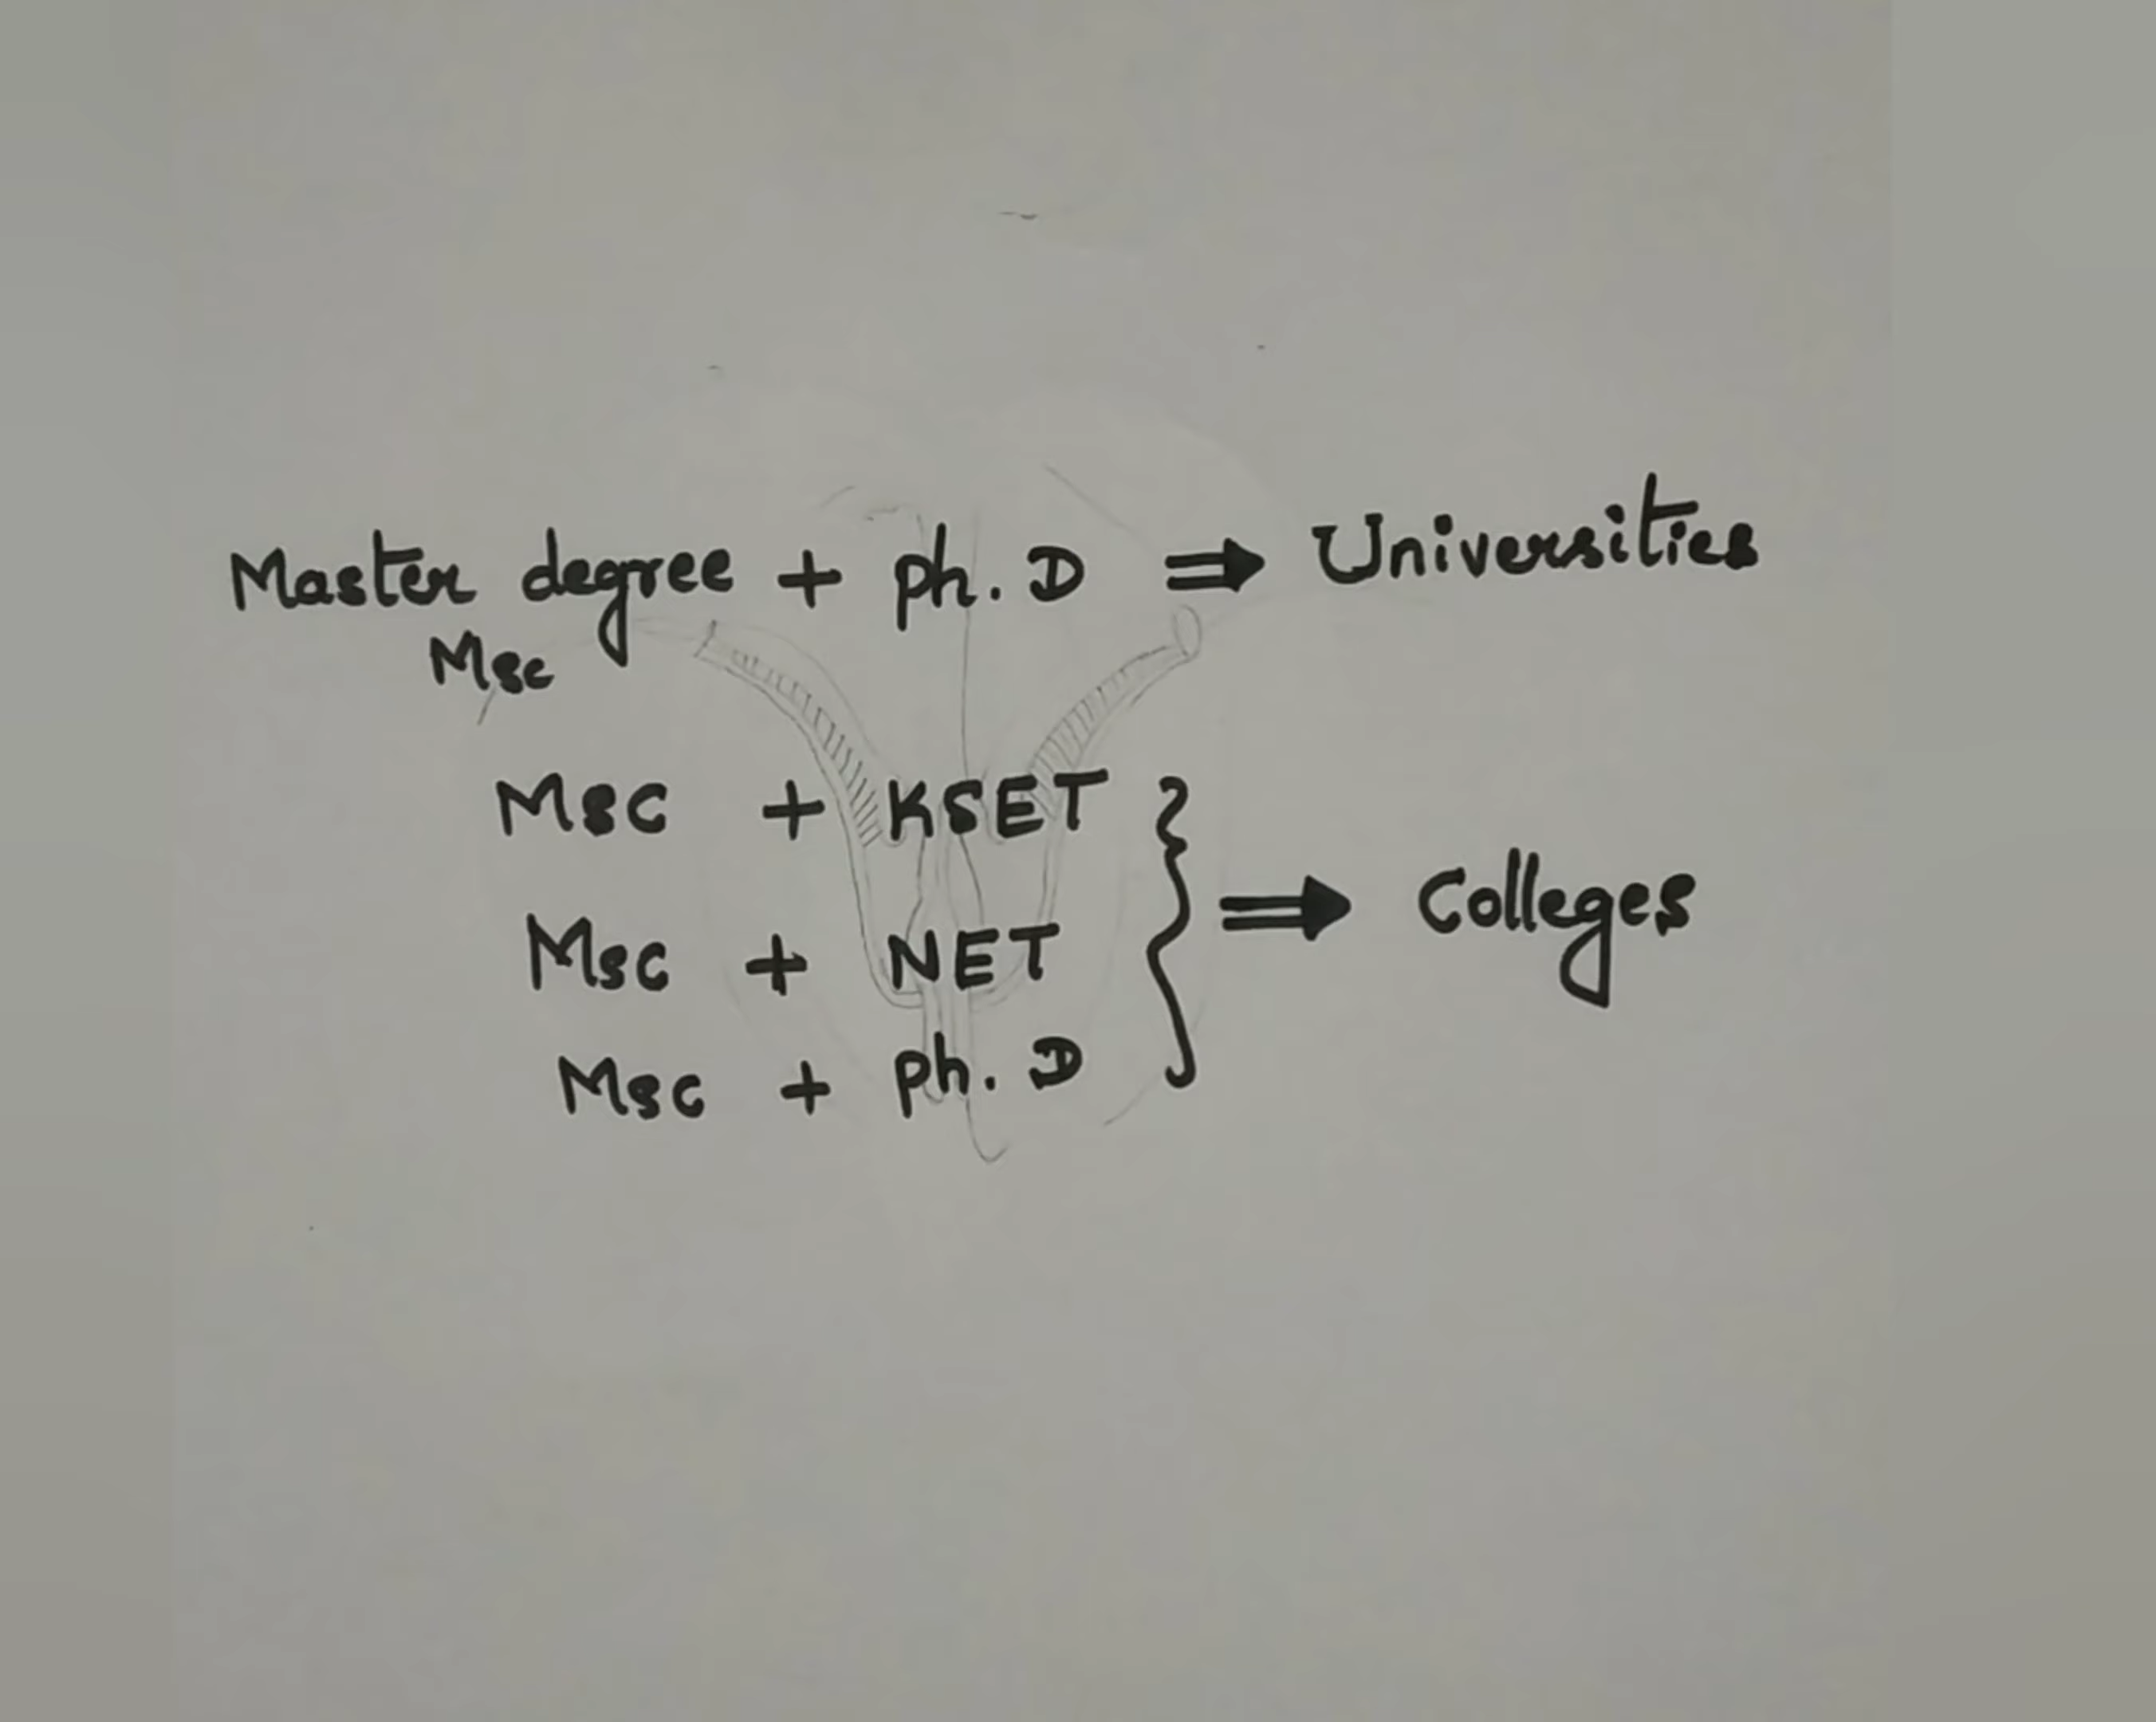 Master degree + ph. D ⇒ Universities
Msc
Msc + KSET
Msc + NET } ⇒ Colleges
Msc + ph. D